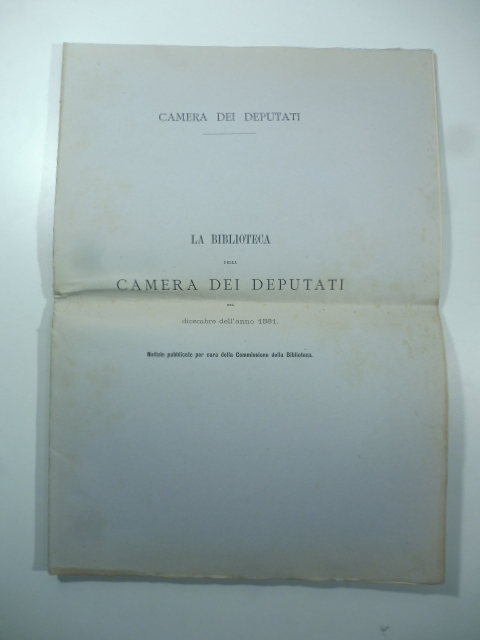 CAMERA DEI DEPUTATI
LA BIBLIOTECA
DELLA
CAMERA DEI DEPUTATI
NEL
dicembre dell'anno 1881.
Notizie pubblicate per cura della Commissione della Biblioteca.